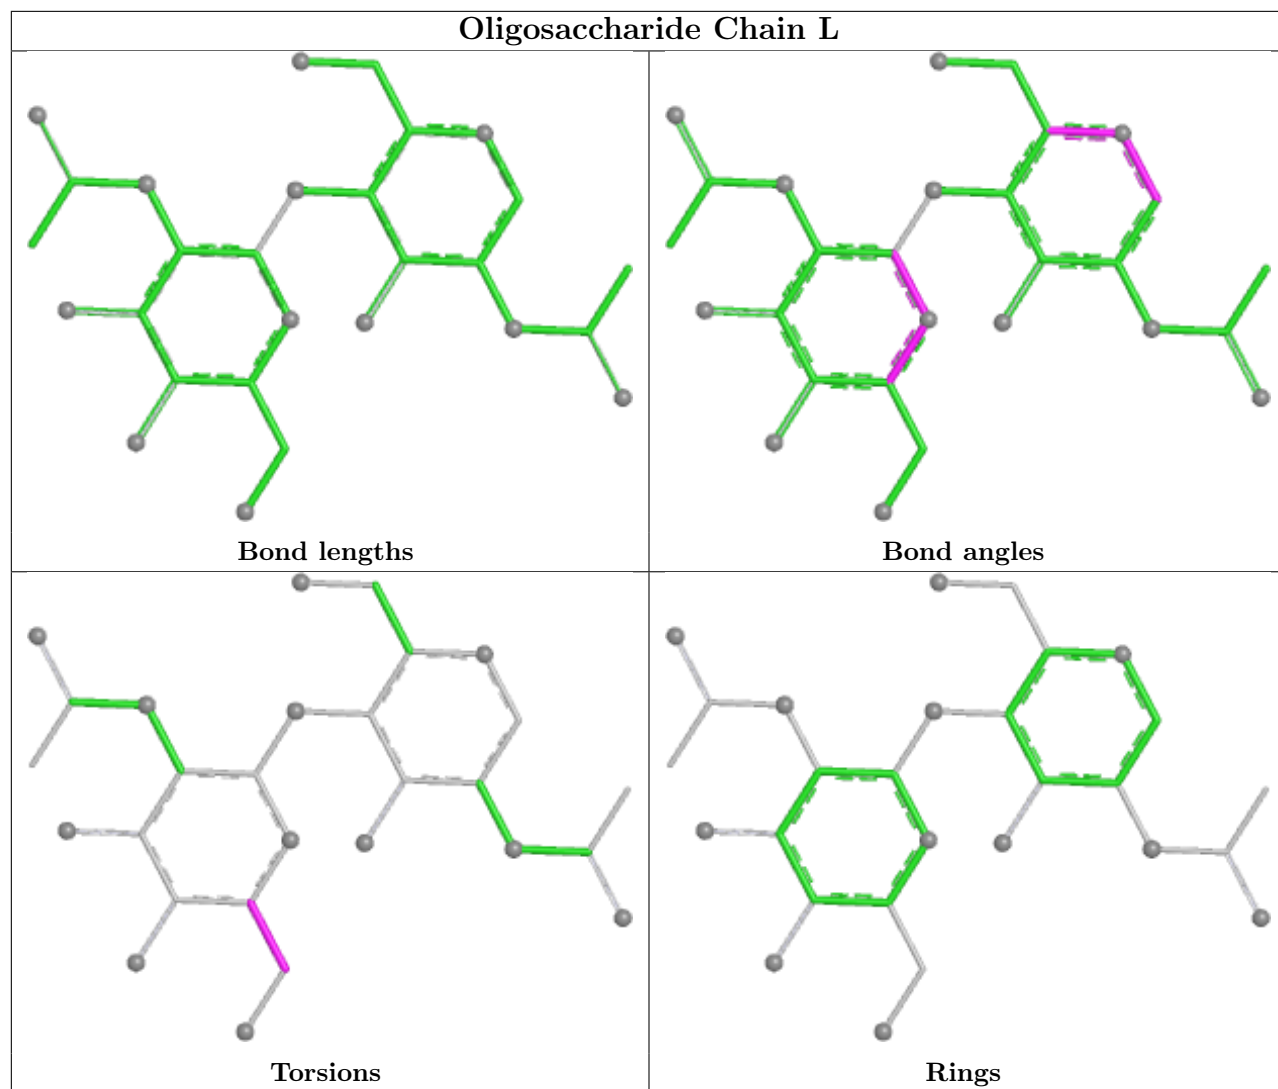 Oligosaccharide Chain L
Bond lengths
Bond angles
Torsions
Rings